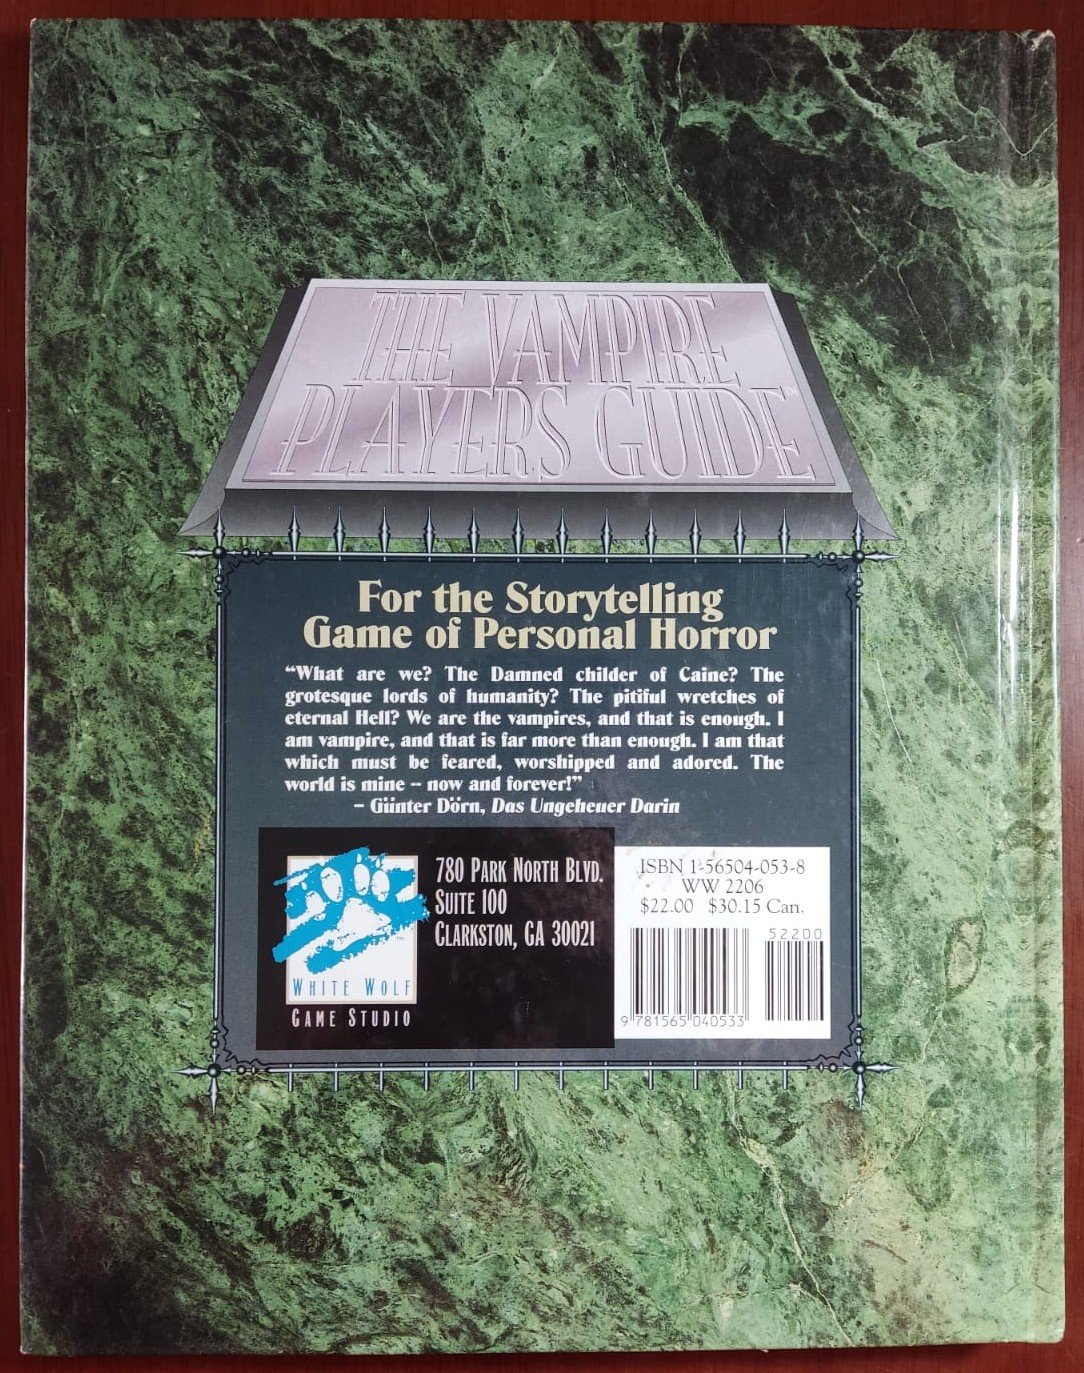 THE VAMPIRE
PLAYERS GUIDE™
For the Storytelling
Game of Personal Horror
“What are we? The Damned childer of Caine? The
grotesque lords of humanity? The pitiful wretches of
eternal Hell? We are the vampires, and that is enough. I
am vampire, and that is far more than enough. I am that
which must be feared, worshipped and adored. The
world is mine -- now and forever!”
– Günter Dörn, Das Ungeheuer Darin
780 PARK NORTH BLVD.
SUITE 100
CLARKSTON, GA 30021
WHITE WOLF
GAME STUDIO
ISBN 1-56504-053-8
WW 2206
$22.00 $30.15 Can.
52200
9 781565 040533